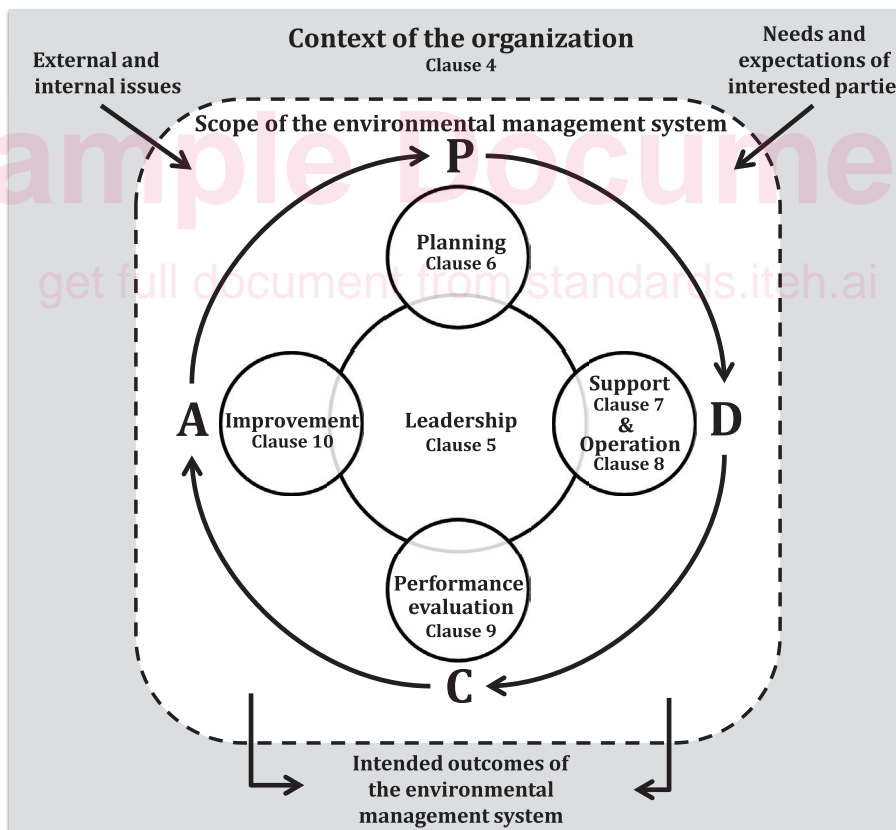 Context of the organization
Clause 4
External and
internal issues
Needs and
expectations of
interested partie
Scope of the environmental management system
ample Docume
get full document from standards.iteh.ai
P
Planning
Clause 6
A
Improvement
Clause 10
Leadership
Clause 5
Support
Clause 7
&
Operation
Clause 8
D
Performance
evaluation
Clause 9
C
Intended outcomes of
the environmental
management system